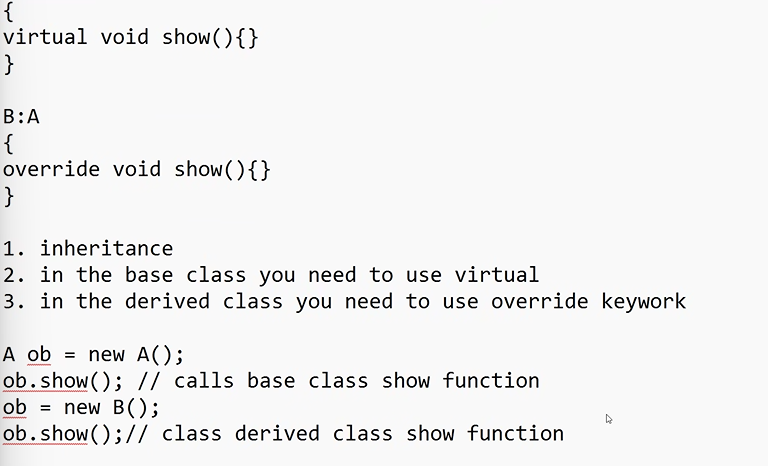 {
virtual void show(){}
}
B:A
{
override void show(){}
}
1. inheritance
2. in the base class you need to use virtual
3. in the derived class you need to use override keywork
A ob = new A();
ob.show(); // calls base class show function
ob = new B();
ob.show();// class derived class show function